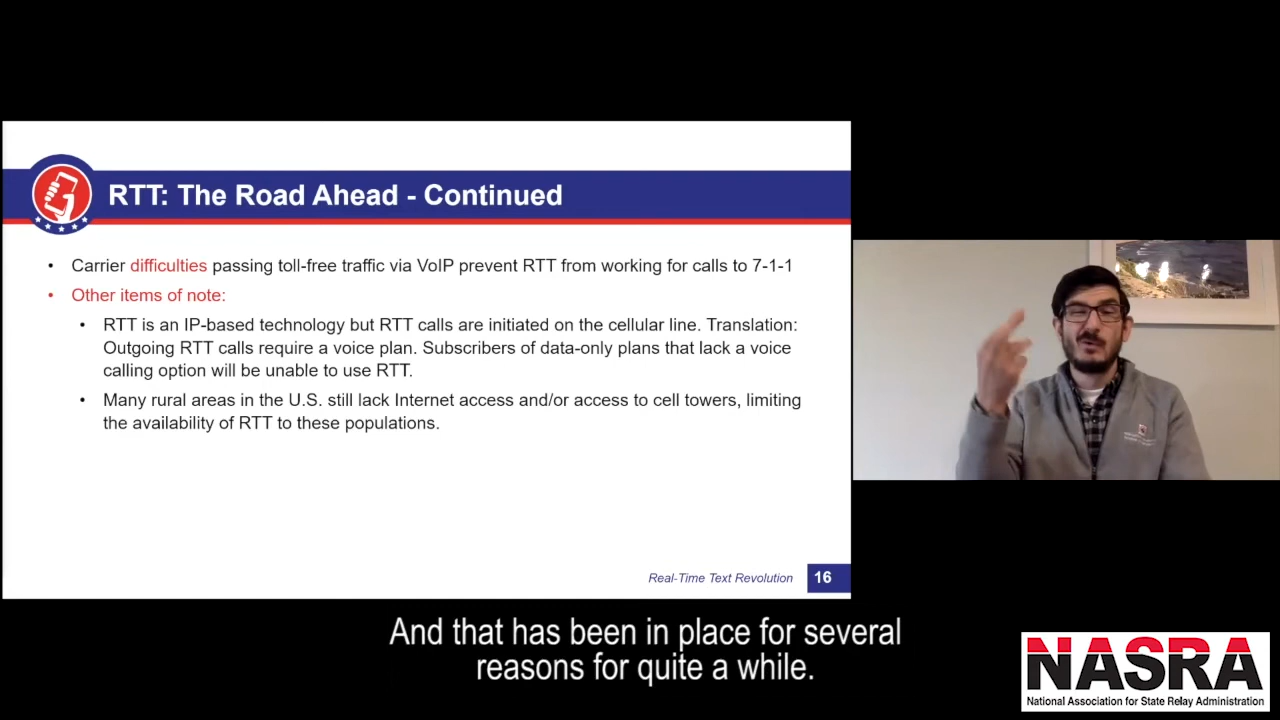 RTT: The Road Ahead - Continued
• Carrier difficulties passing toll-free traffic via VoIP prevent RTT from working for calls to 7-1-1
• Other items of note:
• RTT is an IP-based technology but RTT calls are initiated on the cellular line. Translation:
Outgoing RTT calls require a voice plan. Subscribers of data-only plans that lack a voice
calling option will be unable to use RTT.
• Many rural areas in the U.S. still lack Internet access and/or access to cell towers, limiting
the availability of RTT to these populations.
Real-Time Text Revolution 16
And that has been in place for several
reasons for quite a while.
NASRA
National Association for State Relay Administration